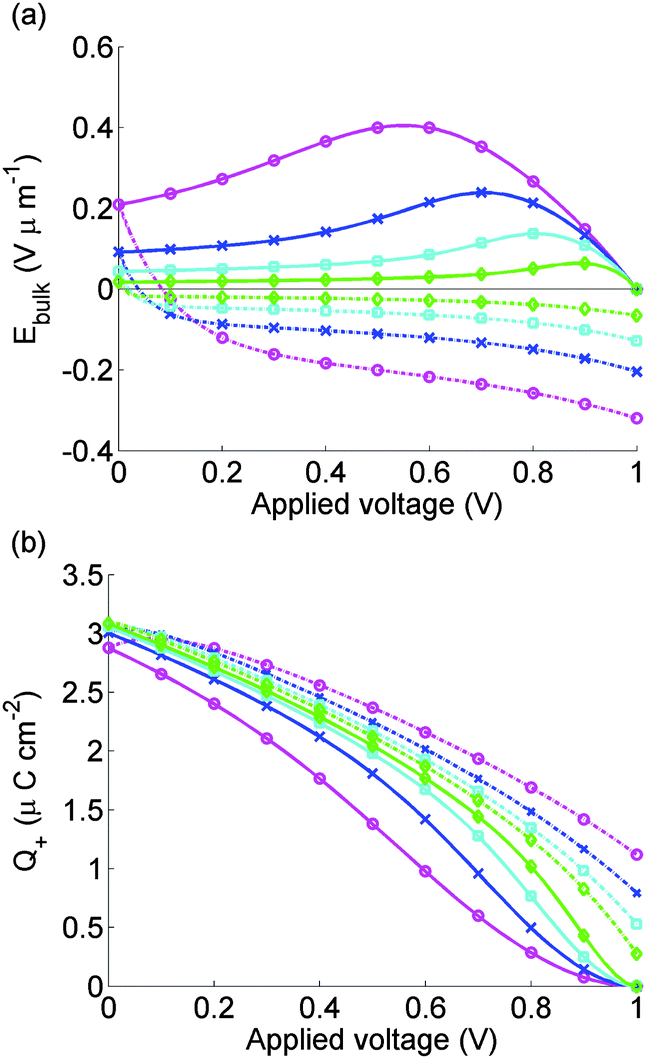 (a)
0.6
0.4
0.2
0
-0.2
-0.4
E_bulk (V μ m⁻¹)
0 0.2 0.4 0.6 0.8 1
Applied voltage (V)
(b)
3.5
3
2.5
2
1.5
1
0.5
0
Q₊ (μ C cm⁻²)
0 0.2 0.4 0.6 0.8 1
Applied voltage (V)